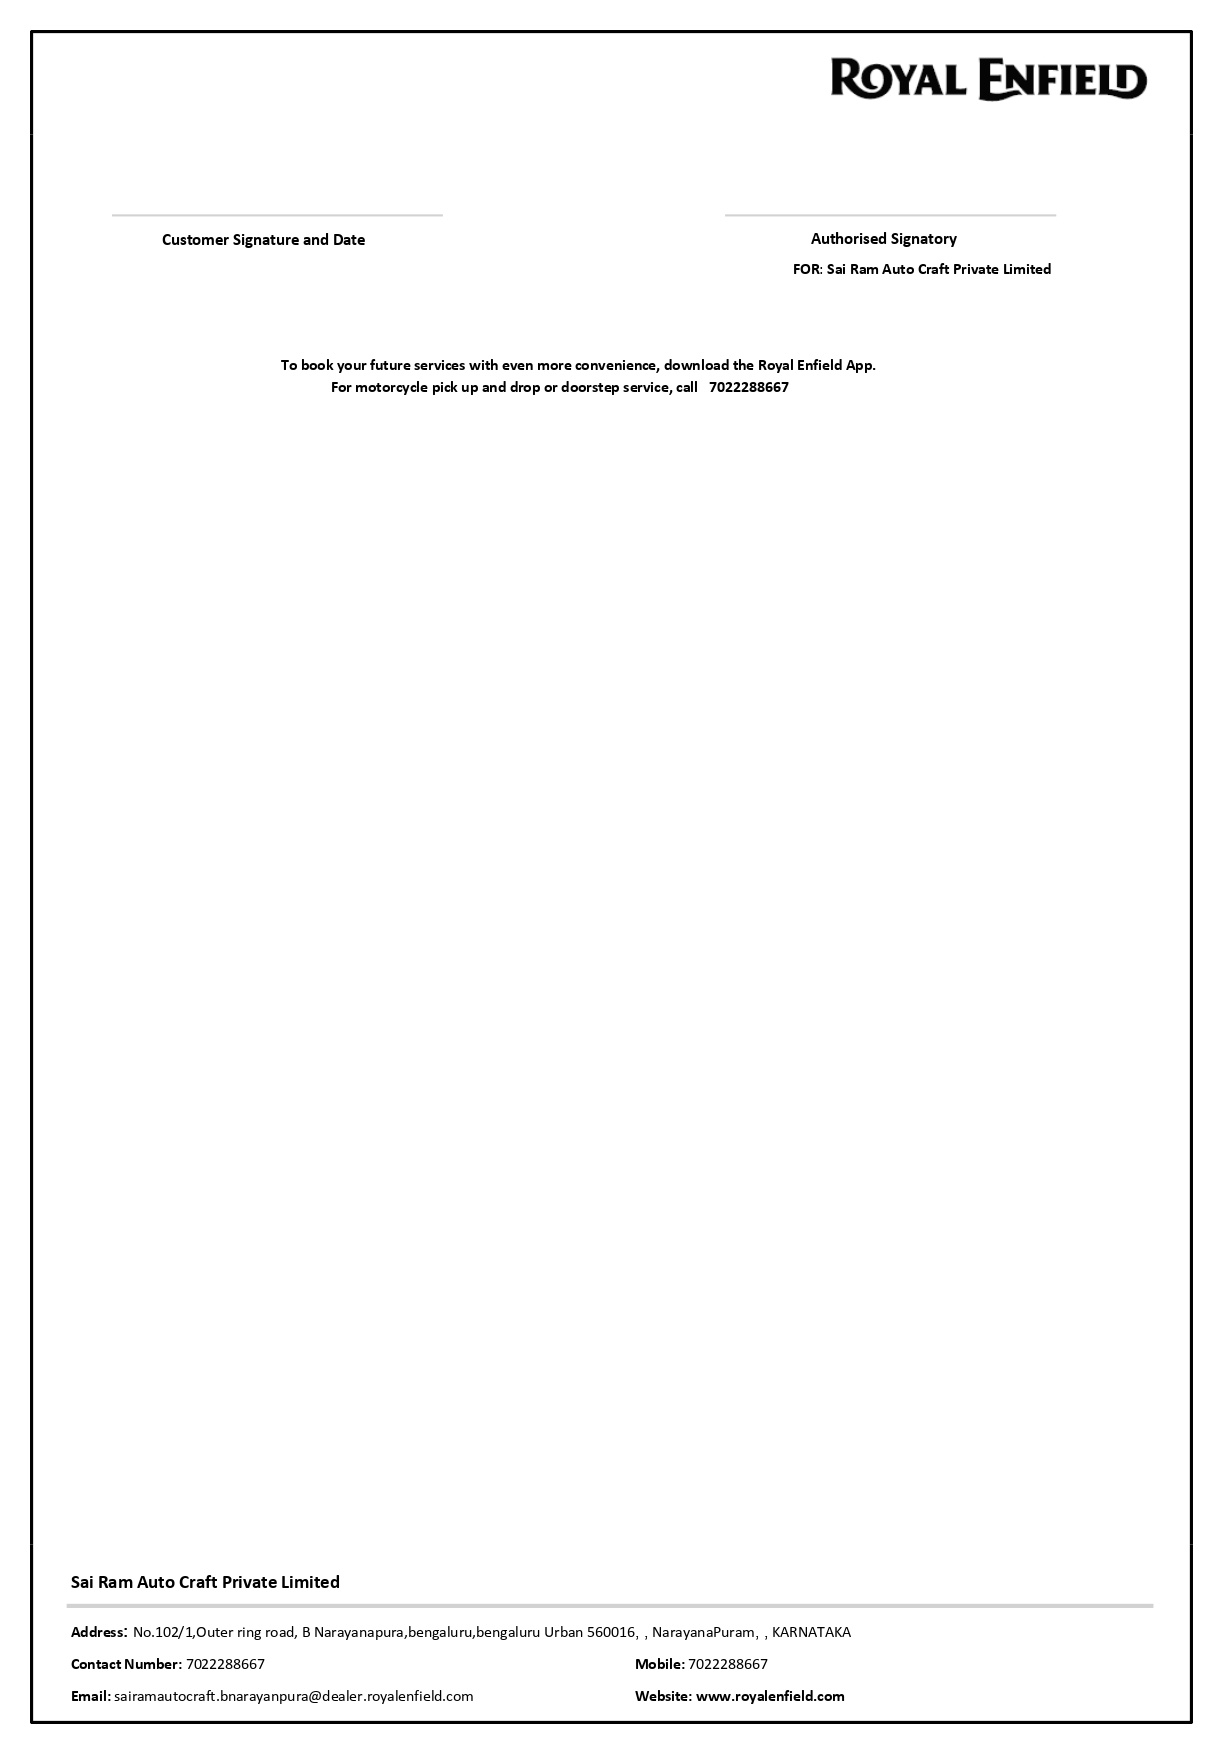 ROYAL ENFIELD
Customer Signature and Date
Authorised Signatory
FOR: Sai Ram Auto Craft Private Limited
To book your future services with even more convenience, download the Royal Enfield App.
For motorcycle pick up and drop or doorstep service, call 7022288667
Sai Ram Auto Craft Private Limited
Address: No.102/1,Outer ring road, B Narayanapura,bengaluru,bengaluru Urban 560016, , NarayanaPuram, , KARNATAKA
Contact Number: 7022288667 Mobile: 7022288667
Email: sairamautocraft.bnarayanpura@dealer.royalenfield.com Website: www.royalenfield.com